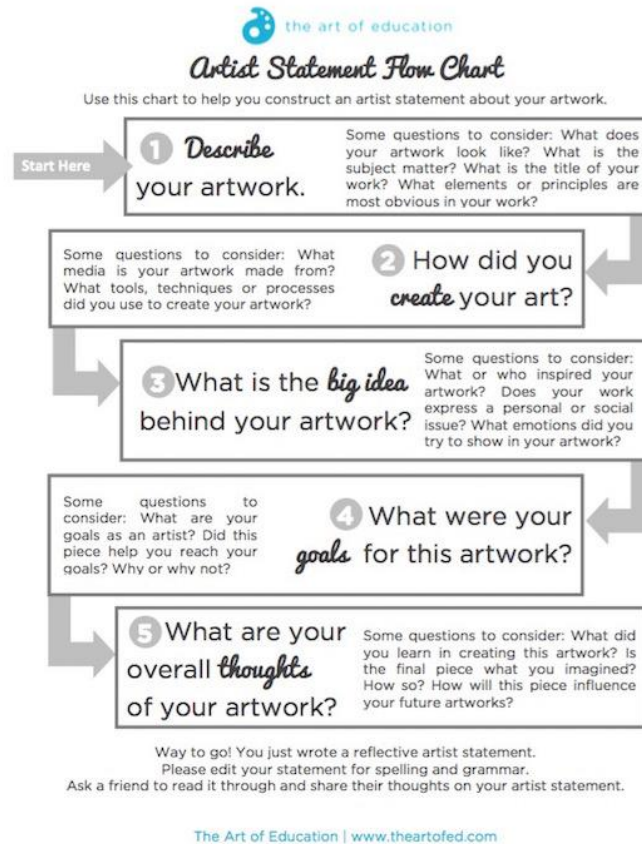 the art of education
Artist Statement Flow Chart
Use this chart to help you construct an artist statement about your artwork.
Start Here
1 Describe
your artwork.
Some questions to consider: What does
your artwork look like? What is the
subject matter? What is the title of your
work? What elements or principles are
most obvious in your work?
Some questions to consider: What
media is your artwork made from?
What tools, techniques or processes
did you use to create your artwork?
2 How did you
create your art?
3 What is the big idea
behind your artwork?
Some questions to consider:
What or who inspired your
artwork? Does your work
express a personal or social
issue? What emotions did you
try to show in your artwork?
Some questions to
consider: What are your
goals as an artist? Did this
piece help you reach your
goals? Why or why not?
4 What were your
goals for this artwork?
5 What are your
overall thoughts
of your artwork?
Some questions to consider: What did
you learn in creating this artwork? Is
the final piece what you imagined?
How so? How will this piece influence
your future artworks?
Way to go! You just wrote a reflective artist statement.
Please edit your statement for spelling and grammar.
Ask a friend to read it through and share their thoughts on your artist statement.
The Art of Education | www.theartofed.com